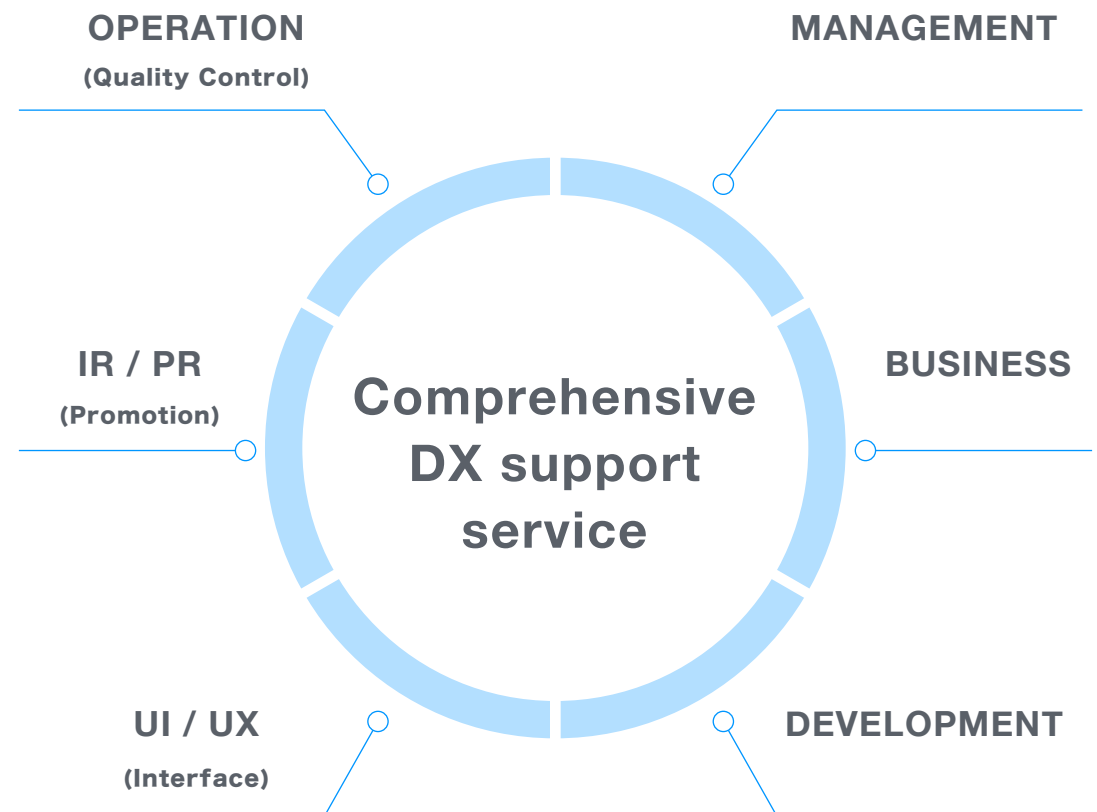 OPERATION
(Quality Control)
MANAGEMENT
IR / PR
(Promotion)
BUSINESS
Comprehensive
DX support
service
UI / UX
(Interface)
DEVELOPMENT